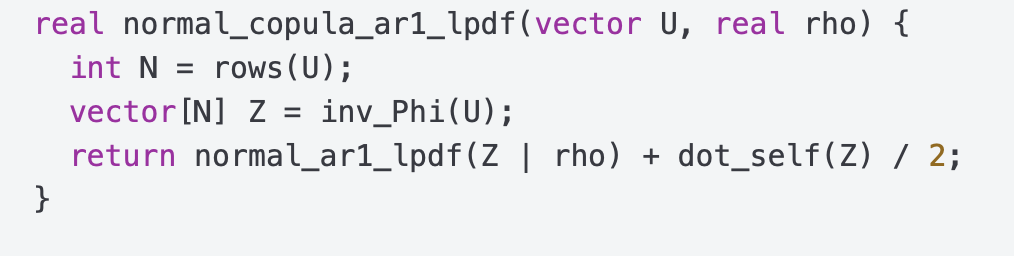 real normal_copula_ar1_lpdf(vector U, real rho) {
  int N = rows(U);
  vector[N] Z = inv_Phi(U);
  return normal_ar1_lpdf(Z | rho) + dot_self(Z) / 2;
}